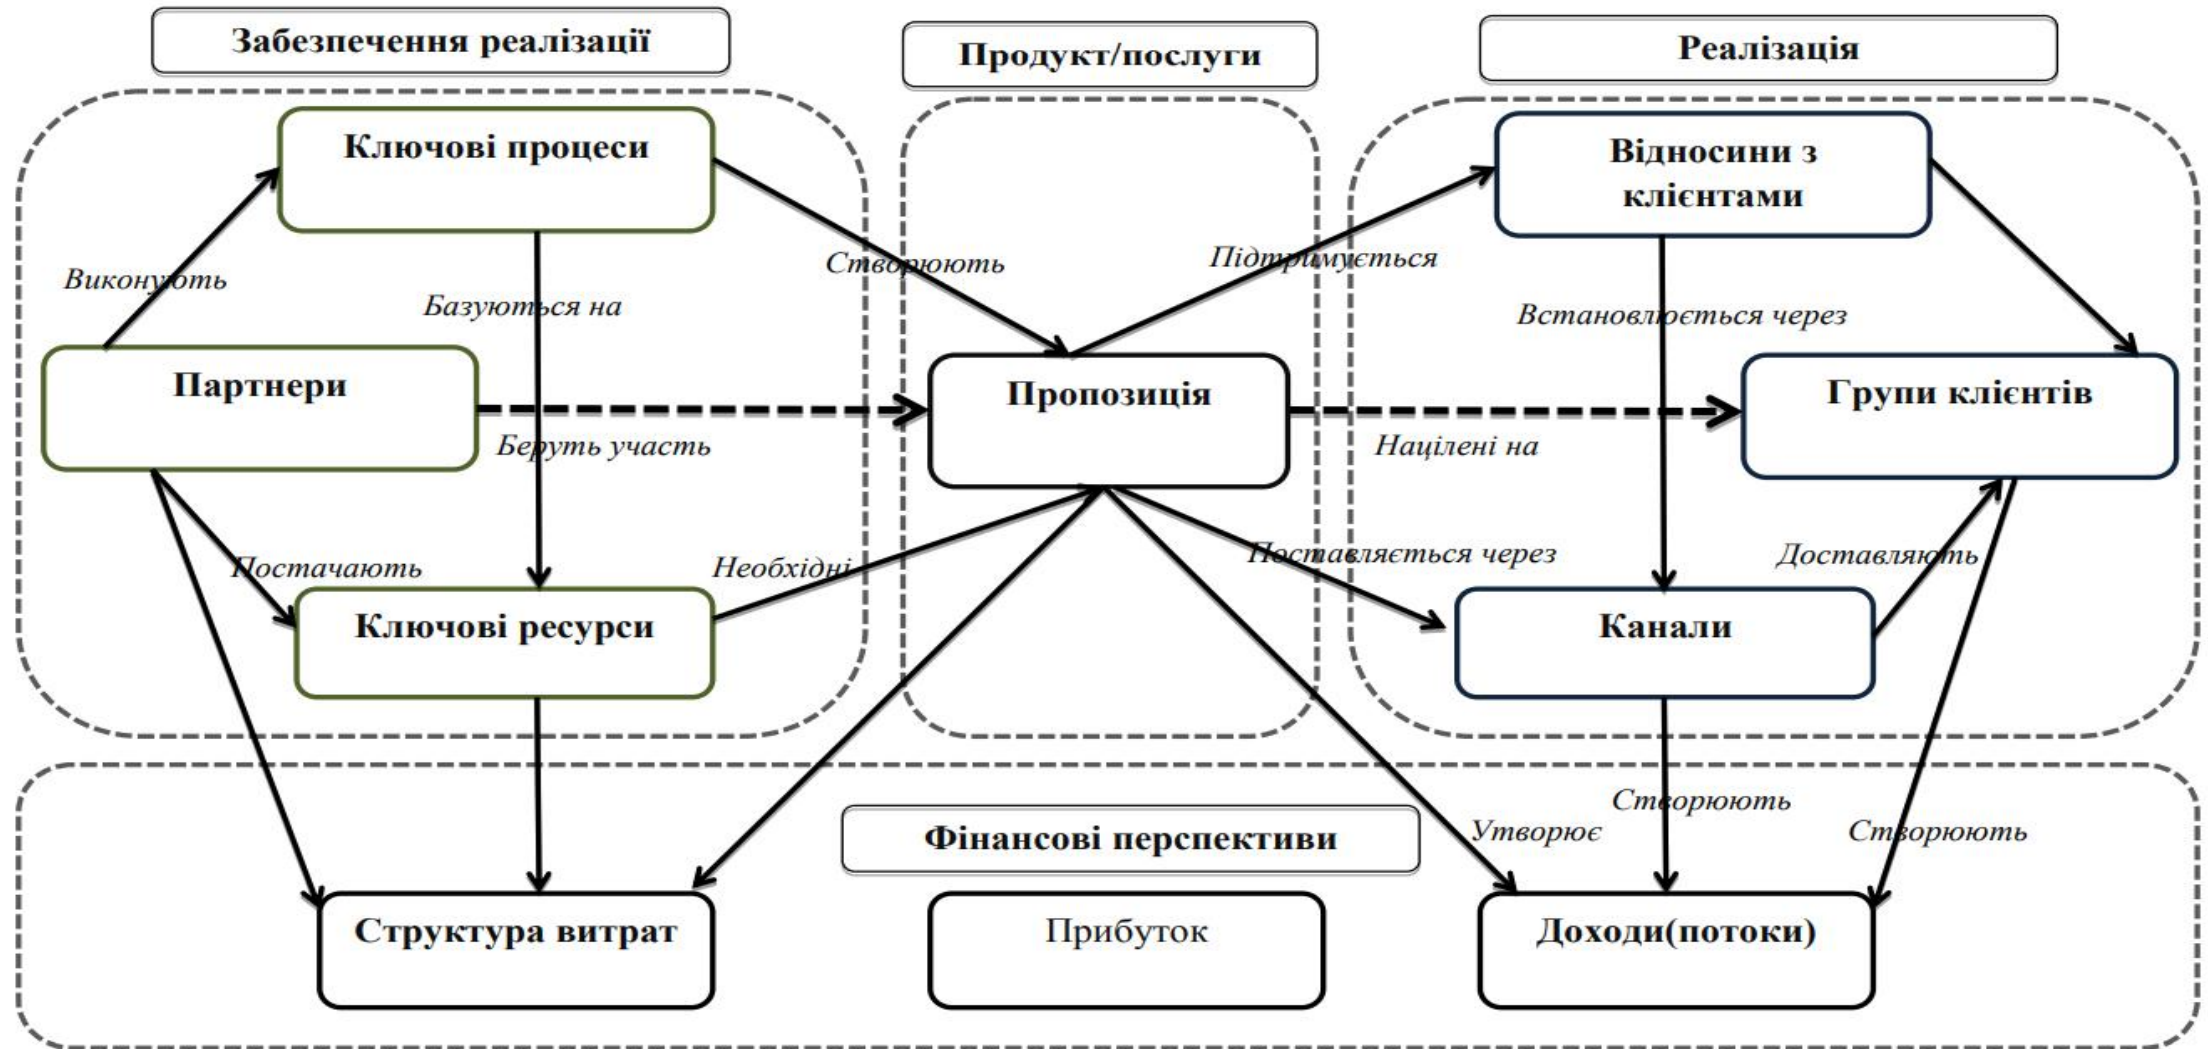 Забезпечення реалізації
Продукт/послуги
Реалізація
Ключові процеси
Відносини з
клієнтами
Виконують
Створюють
Підтримується
Базуються на
Встановлюється через
Партнери
Пропозиція
Групи клієнтів
Беруть участь
Націлені на
Постачають
Необхідні
Поставляється через
Доставляють
Ключові ресурси
Канали
Створюють
Фінансові перспективи
Утворює
Створюють
Структура витрат
Прибуток
Доходи(потоки)